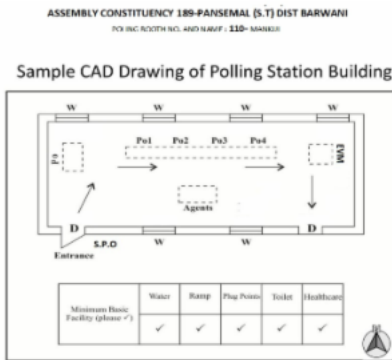 ASSEMBLY CONSTITUENCY 189-PANSEMAL (S.T) DIST BARWANI
POLING BOOTH NO. AND NAME : 110- MANKUI
Sample CAD Drawing of Polling Station Building
W W W W
Po1 Po2 Po3 Po4
Po
EVM
Agents
D D
S.P.O W W
Entrance
Minimum Basic Facility (please ✓) Water Ramp Plug Points Toilet Healthcare
✓ ✓ ✓ ✓ ✓